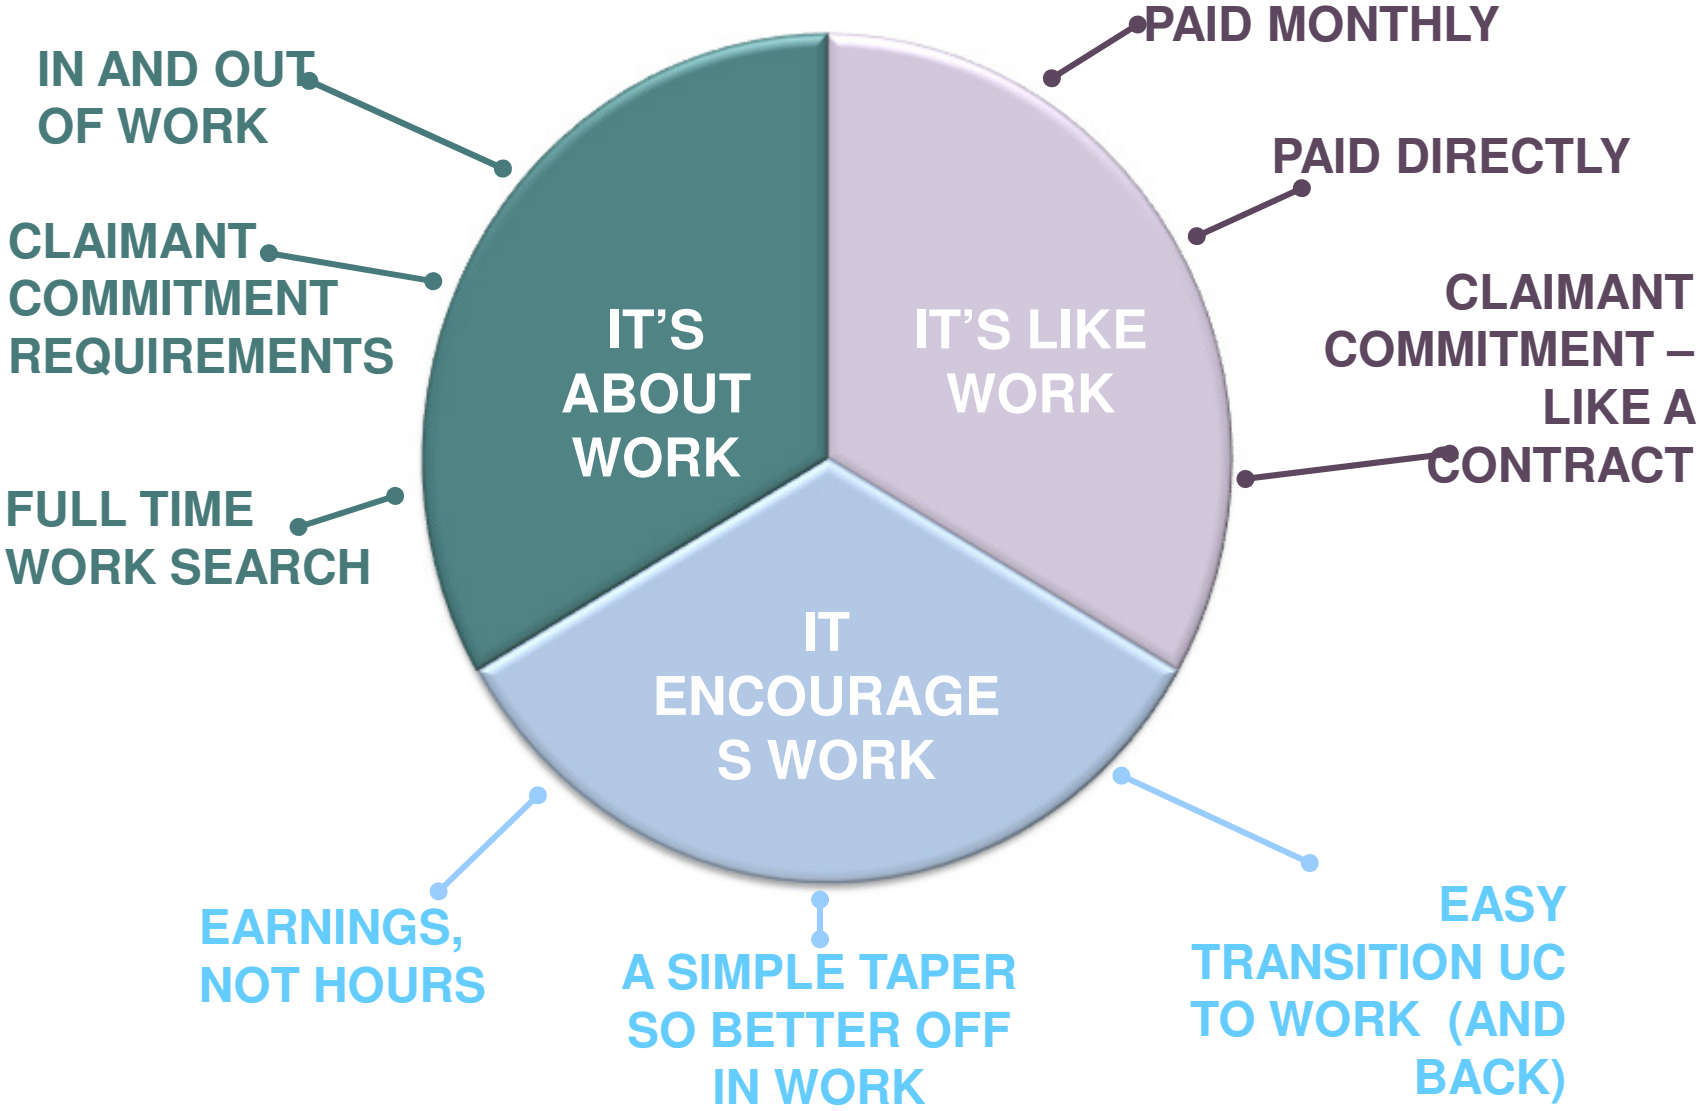 PAID MONTHLY
IN AND OUT
OF WORK
PAID DIRECTLY
CLAIMANT
COMMITMENT
REQUIREMENTS
CLAIMANT
COMMITMENT –
LIKE A
CONTRACT
IT’S
ABOUT
WORK
IT’S LIKE
WORK
FULL TIME
WORK SEARCH
IT
ENCOURAGE
S WORK
EARNINGS,
NOT HOURS
A SIMPLE TAPER
SO BETTER OFF
IN WORK
EASY
TRANSITION UC
TO WORK  (AND
BACK)